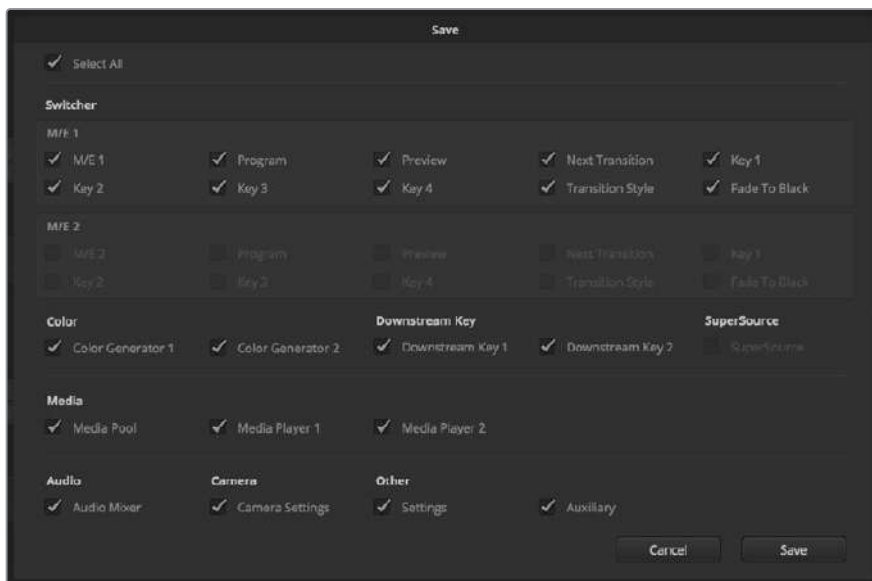 Save
Select All
Switcher
M/E 1
M/E 1 Program Preview Next Transition Key 1
Key 2 Key 3 Key 4 Transition Style Fade To Black
M/E 2
M/E 2 Program Preview Next Transition Key 1
Key 2 Key 3 Key 4 Transition Style Fade To Black
Color Downstream Key SuperSource
Color Generator 1 Color Generator 2 Downstream Key 1 Downstream Key 2 SuperSource
Media
Media Pool Media Player 1 Media Player 2
Audio Camera Other
Audio Mixer Camera Settings Settings Auxiliary
Cancel Save